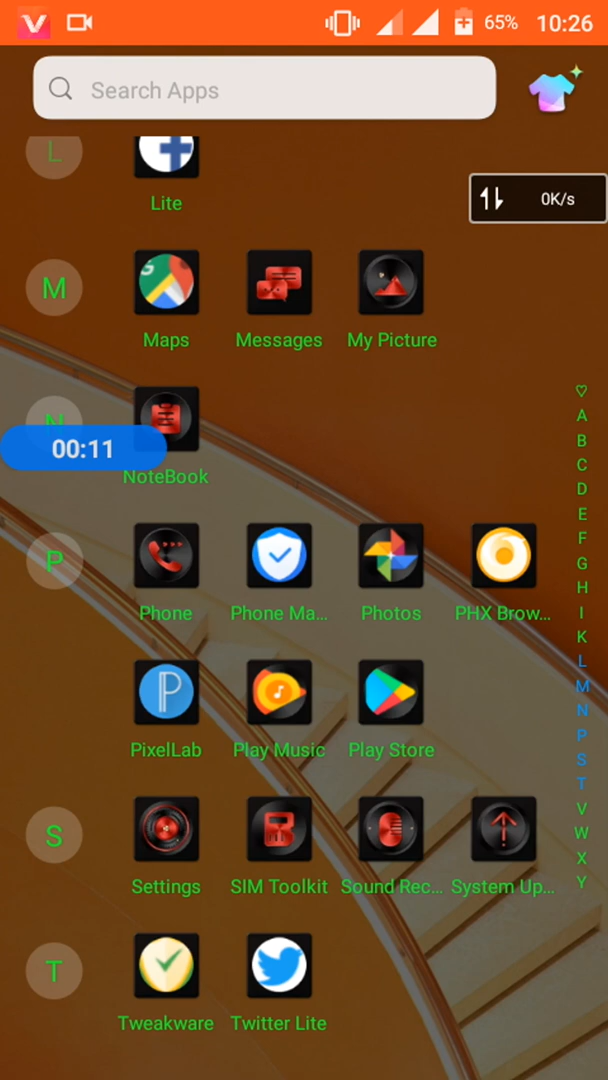 65% 10:26
Search Apps
L
Lite
0K/s
M
Maps Messages My Picture
N
00:11
NoteBook
P
Phone Phone Ma... Photos PHX Brow...
PixelLab Play Music Play Store
S
Settings SIM Toolkit Sound Rec... System Up...
T
Tweakware Twitter Lite
♡
A
B
C
D
E
F
G
H
I
K
L
M
N
P
S
T
V
W
X
Y